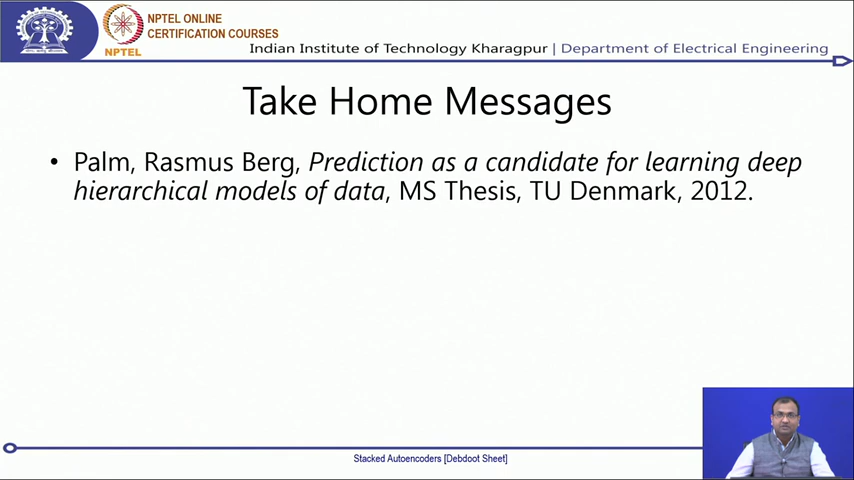 NPTEL ONLINE
CERTIFICATION COURSES
NPTEL
Indian Institute of Technology Kharagpur | Department of Electrical Engineering
Take Home Messages
• Palm, Rasmus Berg, Prediction as a candidate for learning deep
hierarchical models of data, MS Thesis, TU Denmark, 2012.
Stacked Autoencoders [Debdoot Sheet]